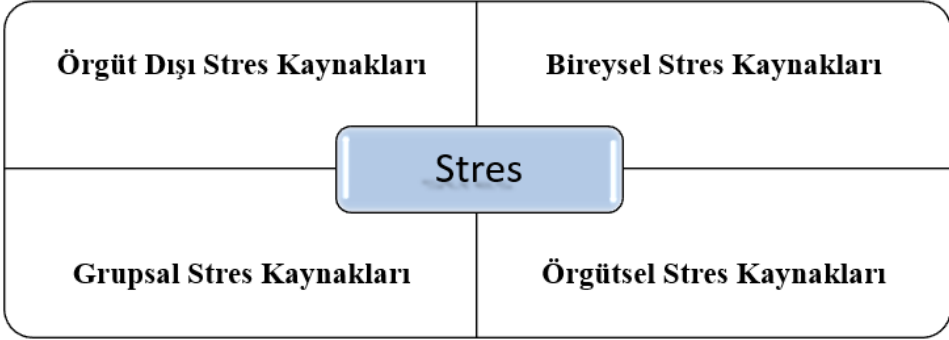 Örgüt Dışı Stres Kaynakları
Bireysel Stres Kaynakları
Stres
Grupsal Stres Kaynakları
Örgütsel Stres Kaynakları